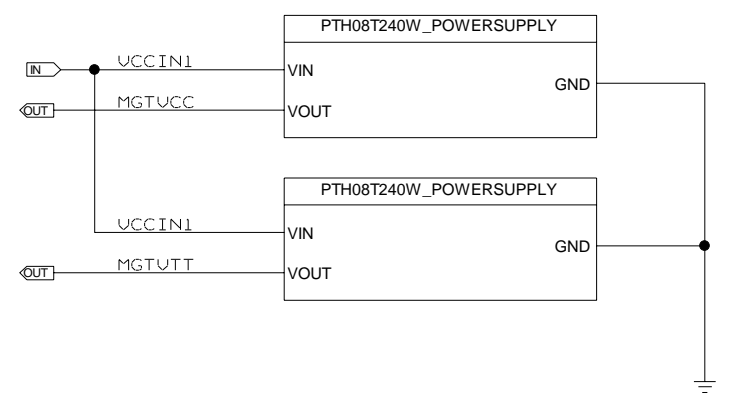 PTH08T240W_POWERSUPPLY
IN VCCIN1 VIN
GND
OUT MGTVCC VOUT
PTH08T240W_POWERSUPPLY
VCCIN1 VIN
GND
OUT MGTVTT VOUT